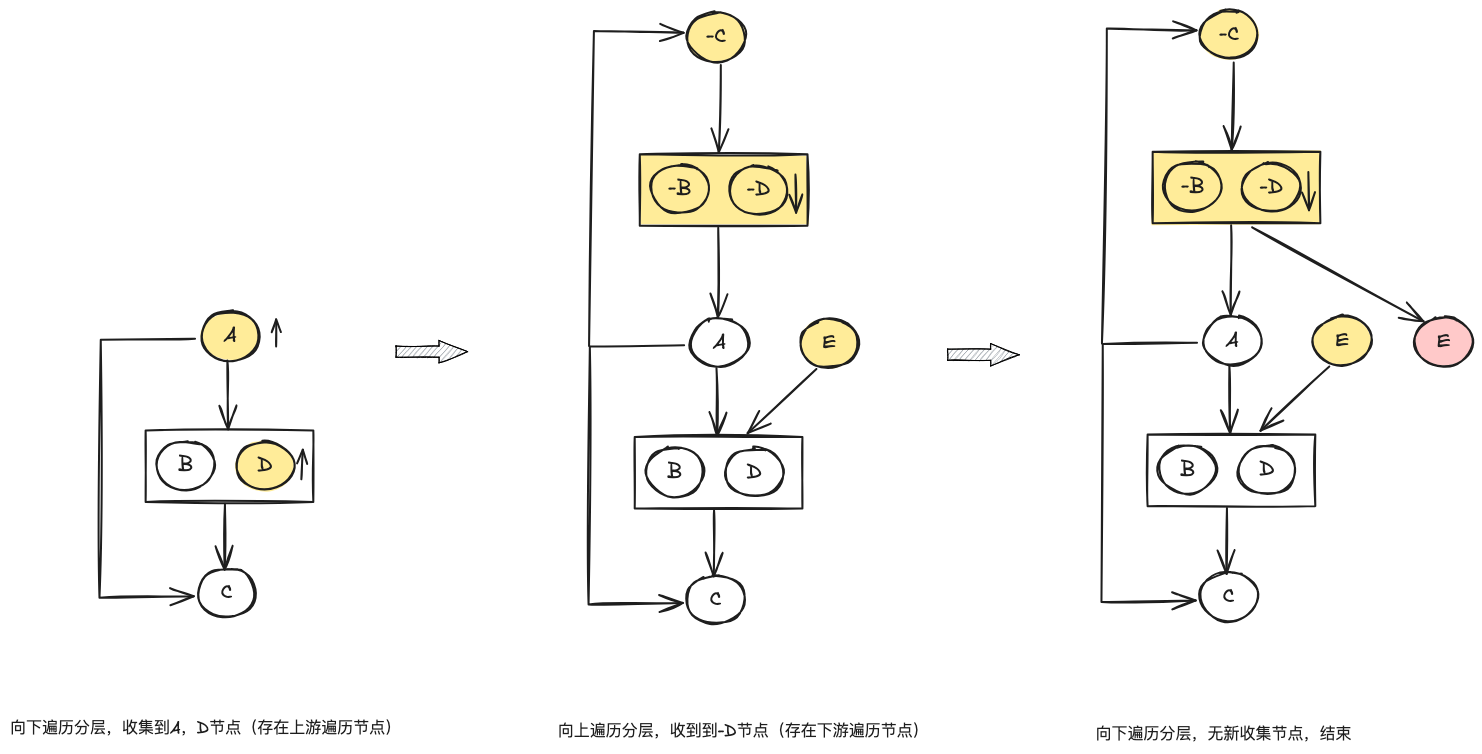 -C
-C
-B
-D
-B
-D
A
A
E
A
E
E
B
D
B
D
B
D
C
C
C
向下遍历分层，收集到A，D节点（存在上游遍历节点）
向上遍历分层，收到到-D节点（存在下游遍历节点）
向下遍历分层，无新收集节点，结束